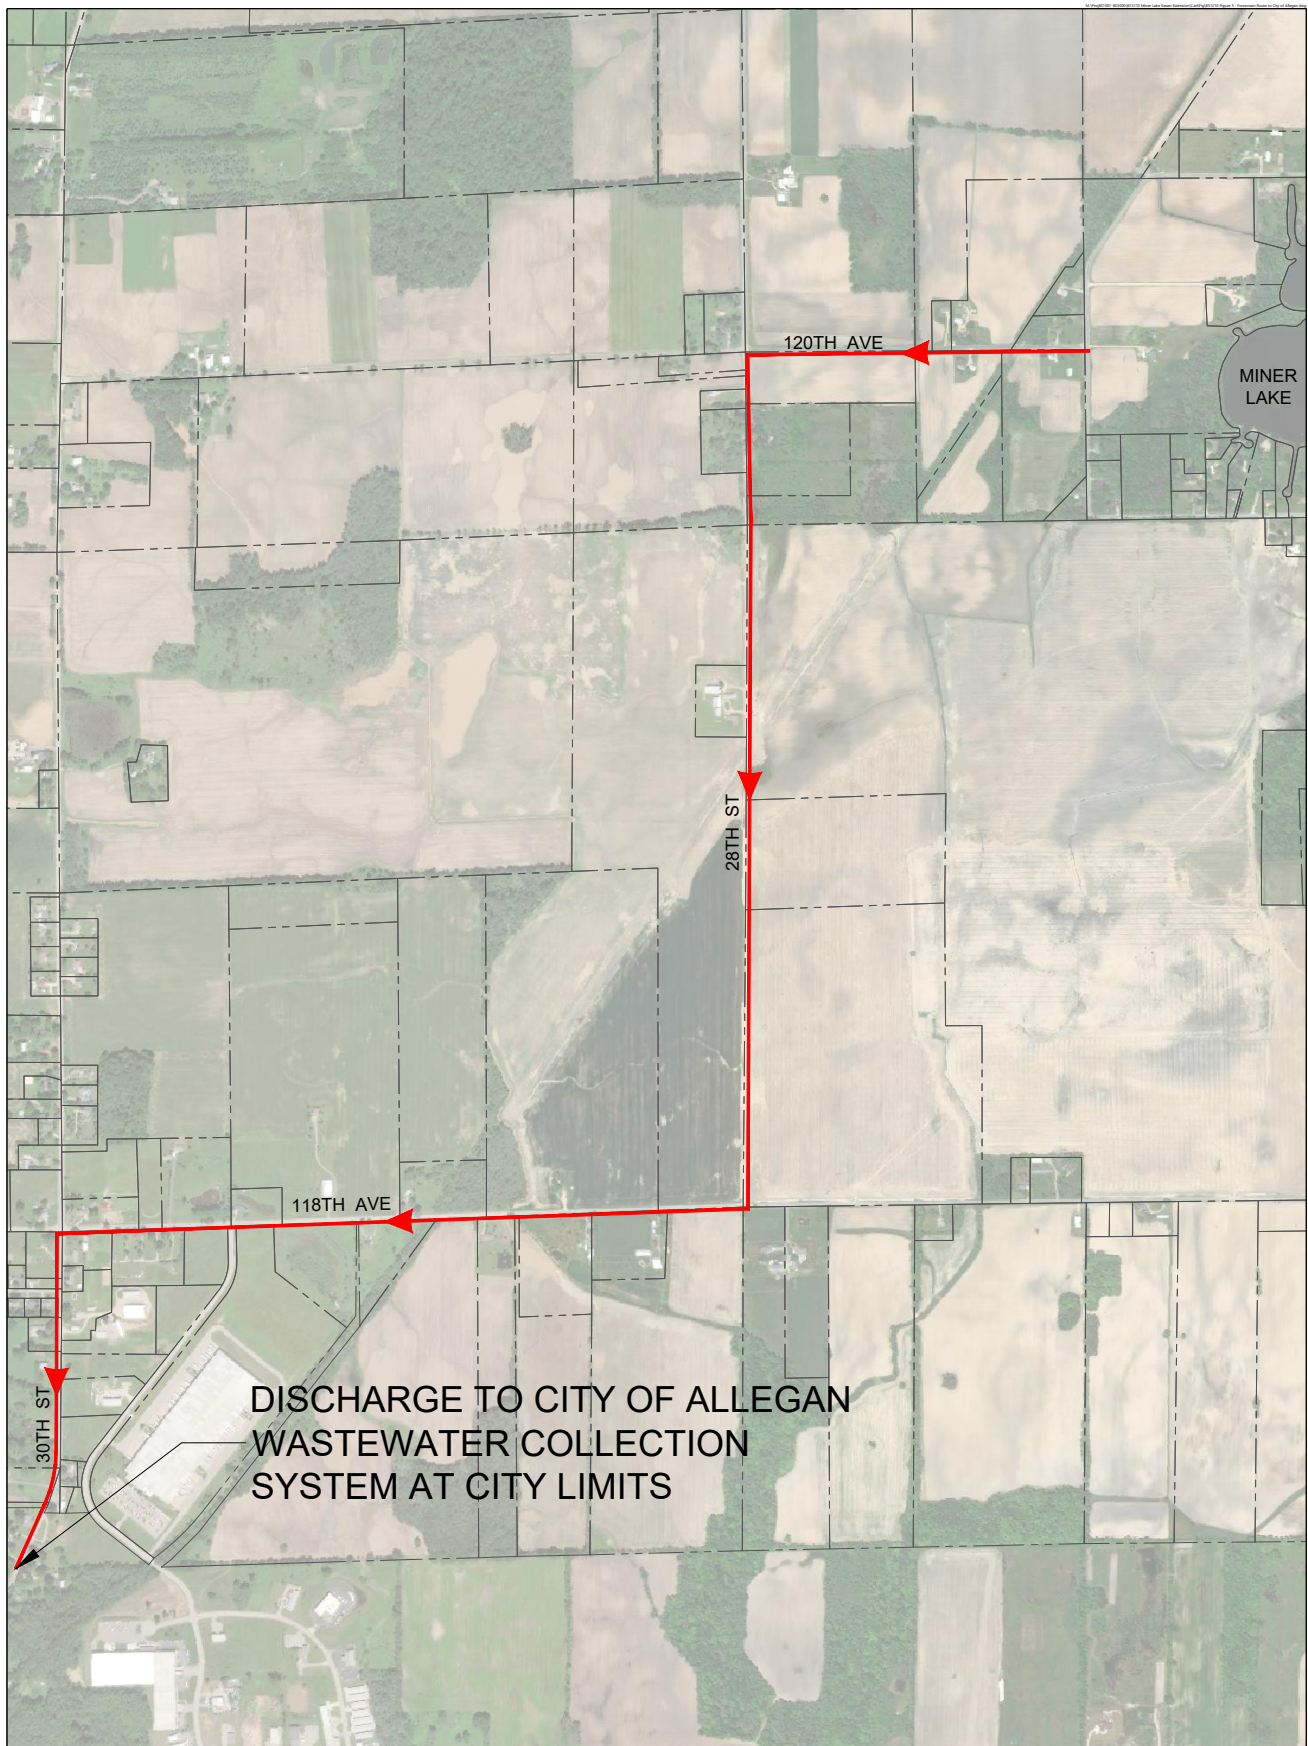 120TH AVE
MINER
LAKE
28TH ST
118TH AVE
30TH ST
DISCHARGE TO CITY OF ALLEGAN
WASTEWATER COLLECTION
SYSTEM AT CITY LIMITS